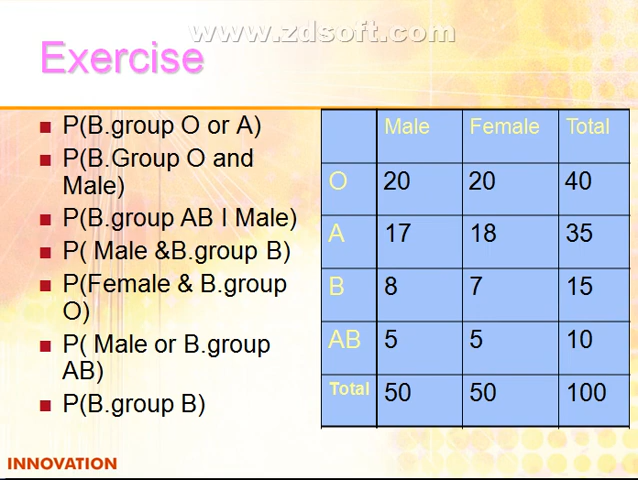 www.zdsoft.com
Exercise
P(B.group O or A)
P(B.Group O and
Male)
P(B.group AB I Male)
P( Male &B.group B)
P(Female & B.group
O)
P( Male or B.group
AB)
P(B.group B)
Male Female Total
O 20 20 40
A 17 18 35
B 8 7 15
AB 5 5 10
Total 50 50 100
INNOVATION